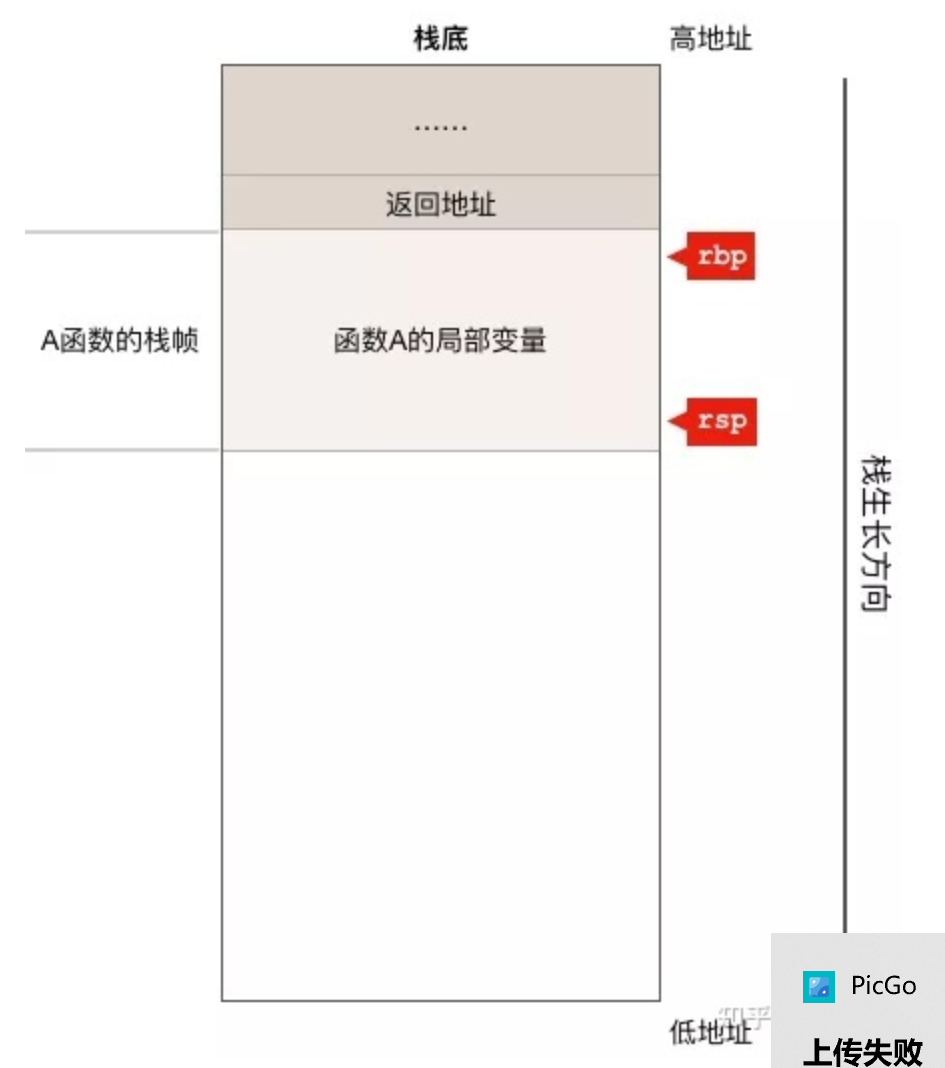 栈底
高地址
……
返回地址
rbp
A函数的栈帧
函数A的局部变量
rsp
栈生长方向
PicGo
知乎
低地址
上传失败